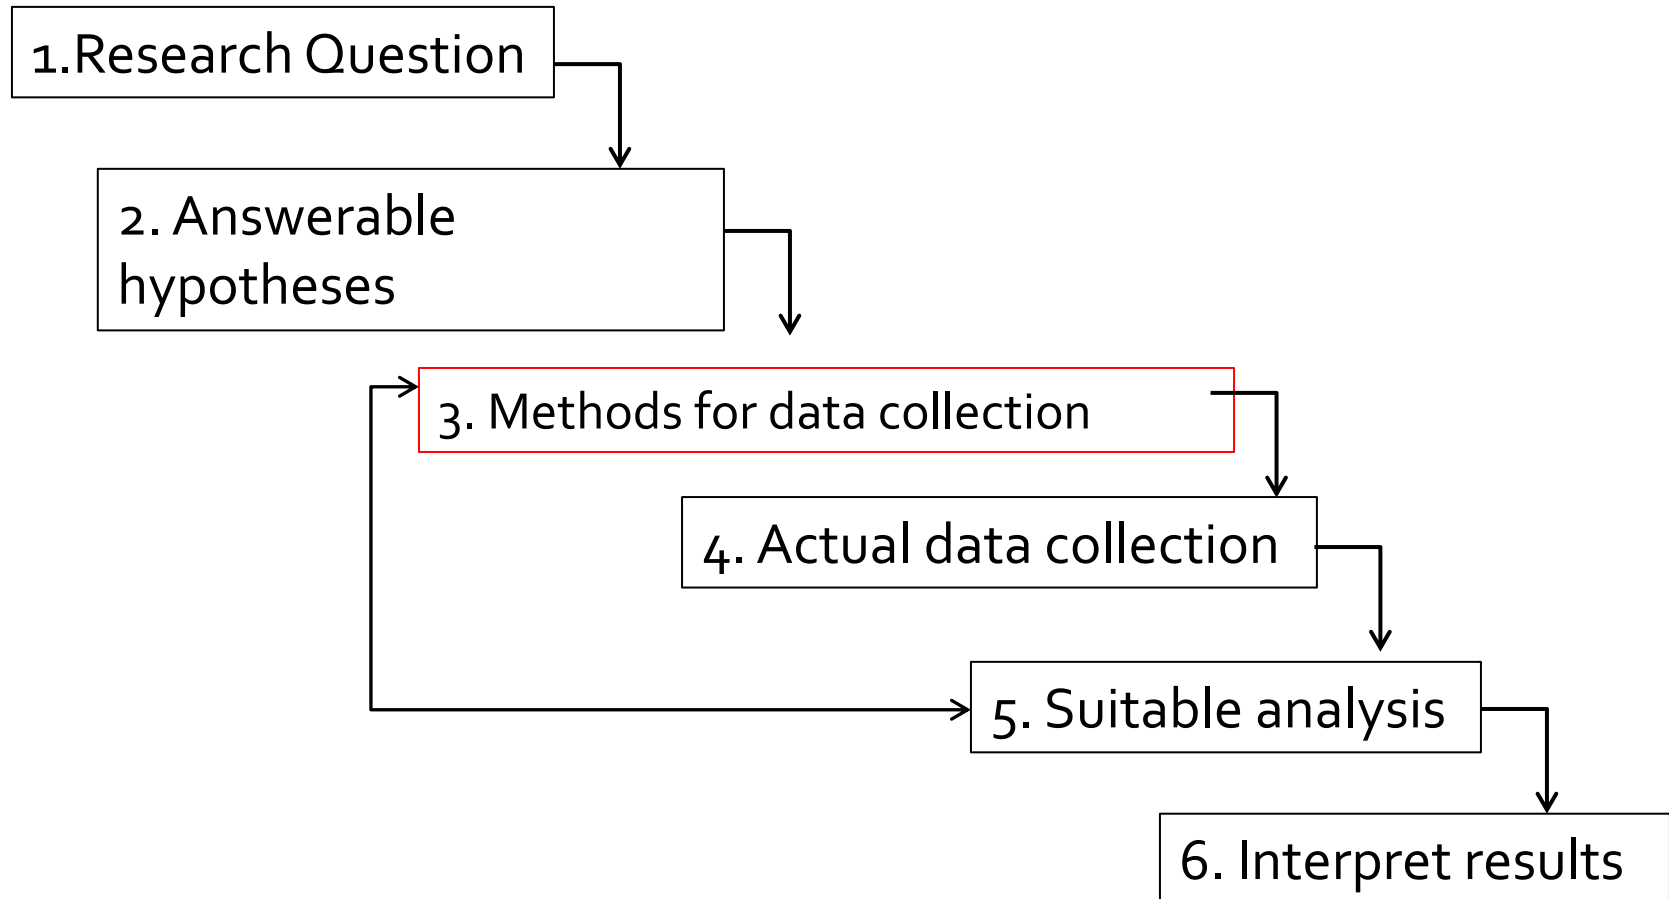 1.Research Question
2. Answerable
hypotheses
3. Methods for data collection
4. Actual data collection
5. Suitable analysis
6. Interpret results